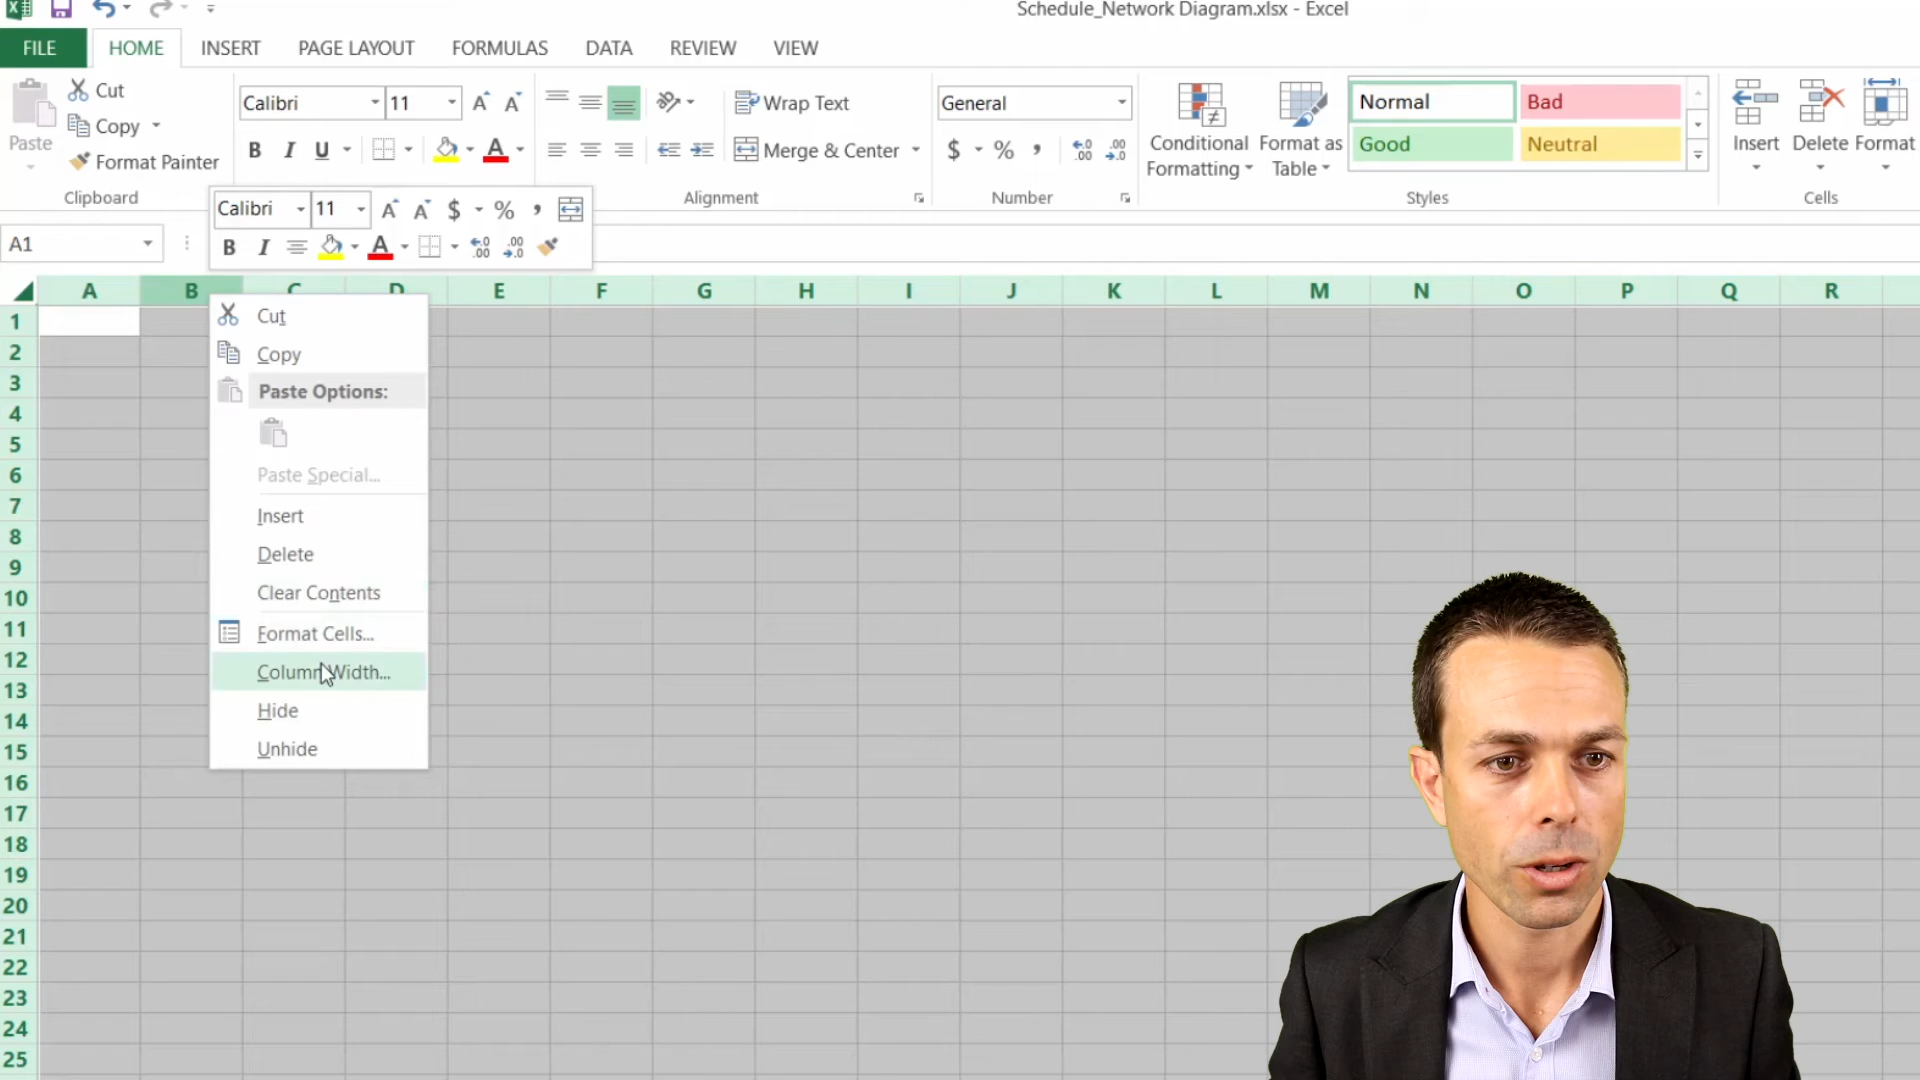 Schedule_Network Diagram.xlsx - Excel
FILE HOME INSERT PAGE LAYOUT FORMULAS DATA REVIEW VIEW
Paste
Cut
Copy
Format Painter
Clipboard
Calibri 11
B I U
Wrap Text
Merge & Center
Alignment
General
$ % ,
Number
Conditional
Formatting
Format as
Table
Normal Bad
Good Neutral
Styles
Insert Delete Format
Cells
Calibri 11 A A $ % ,
B I A
A1
A B C D E F G H I J K L M N O P Q R
Cut
Copy
Paste Options:
Paste Special...
Insert
Delete
Clear Contents
Format Cells...
Column Width...
Hide
Unhide
1
2
3
4
5
6
7
8
9
10
11
12
13
14
15
16
17
18
19
20
21
22
23
24
25